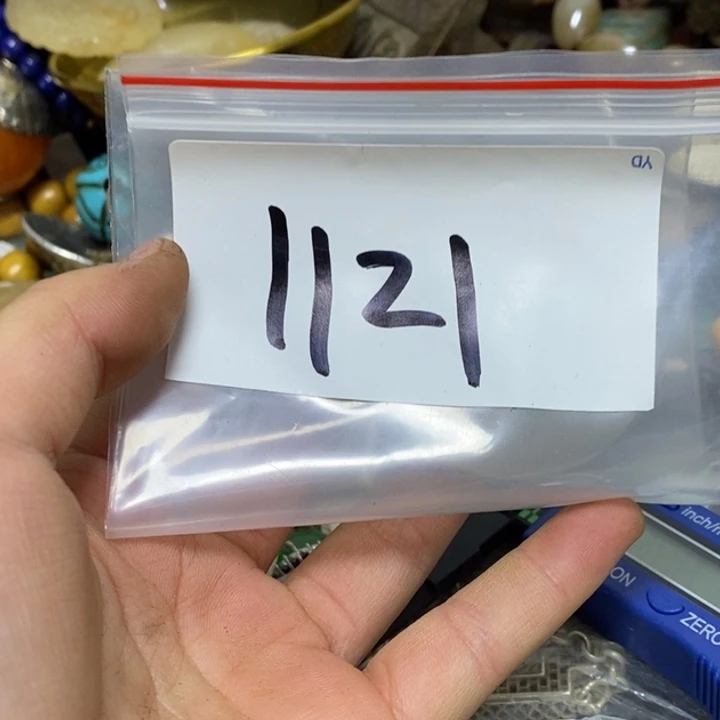 YD
1121
inch/m
ON
ZERO